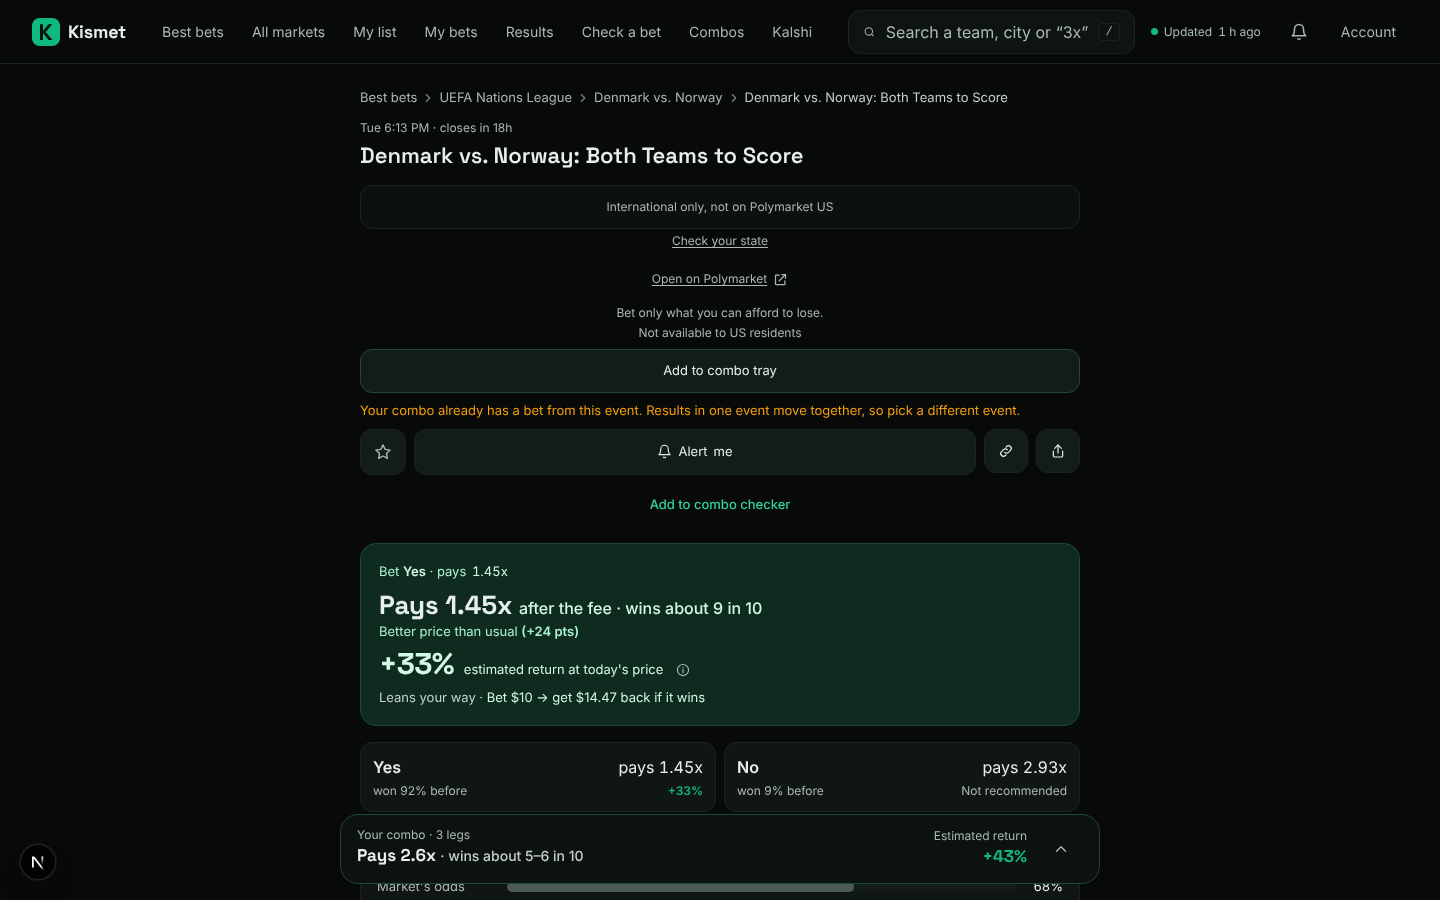 K Kismet Best bets All markets My list My bets Results Check a bet Combos Kalshi Search a team, city or “3x” / Updated 1 h ago Account
Best bets > UEFA Nations League > Denmark vs. Norway > Denmark vs. Norway: Both Teams to Score
Tue 6:13 PM · closes in 18h
Denmark vs. Norway: Both Teams to Score
International only, not on Polymarket US
Check your state
Open on Polymarket
Bet only what you can afford to lose.
Not available to US residents
Add to combo tray
Your combo already has a bet from this event. Results in one event move together, so pick a different event.
Alert me
Add to combo checker
Bet Yes · pays 1.45x
Pays 1.45x after the fee · wins about 9 in 10
Better price than usual (+24 pts)
+33% estimated return at today's price
Leans your way · Bet $10 → get $14.47 back if it wins
Yes pays 1.45x
won 92% before +33%
No pays 2.93x
won 9% before Not recommended
Your combo · 3 legs
Pays 2.6x · wins about 5–6 in 10
Estimated return
+43%
N
Market's odds 68%